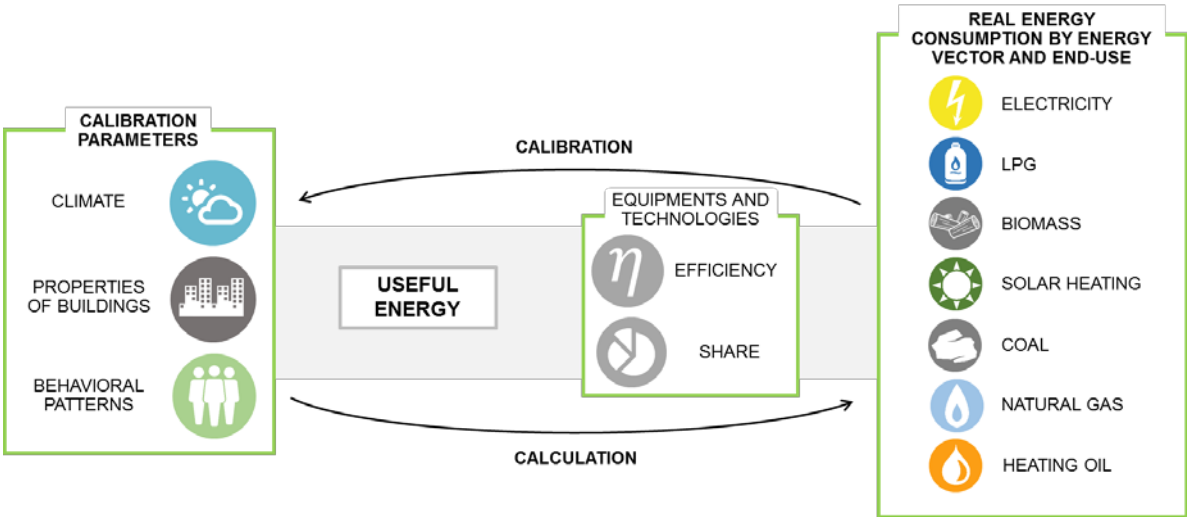 CALIBRATION
PARAMETERS
CLIMATE
PROPERTIES
OF BUILDINGS
BEHAVIORAL
PATTERNS
CALIBRATION
USEFUL
ENERGY
EQUIPMENTS AND
TECHNOLOGIES
η
EFFICIENCY
SHARE
CALCULATION
REAL ENERGY
CONSUMPTION BY ENERGY
VECTOR AND END-USE
ELECTRICITY
LPG
BIOMASS
SOLAR HEATING
COAL
NATURAL GAS
HEATING OIL